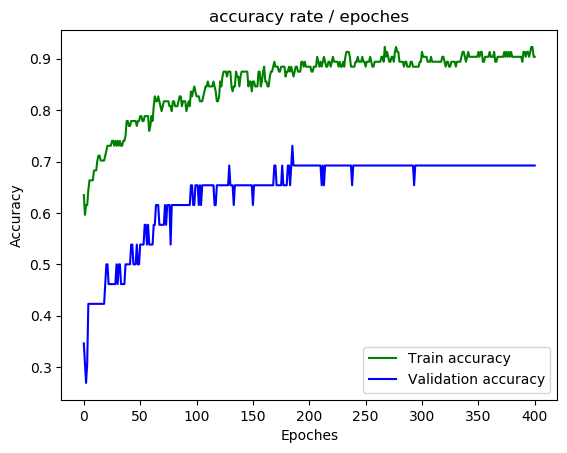 accuracy rate / epoches
0.9
0.8
0.7
0.6
0.5
0.4
0.3
Accuracy
0 50 100 150 200 250 300 350 400
Epoches
Train accuracy
Validation accuracy